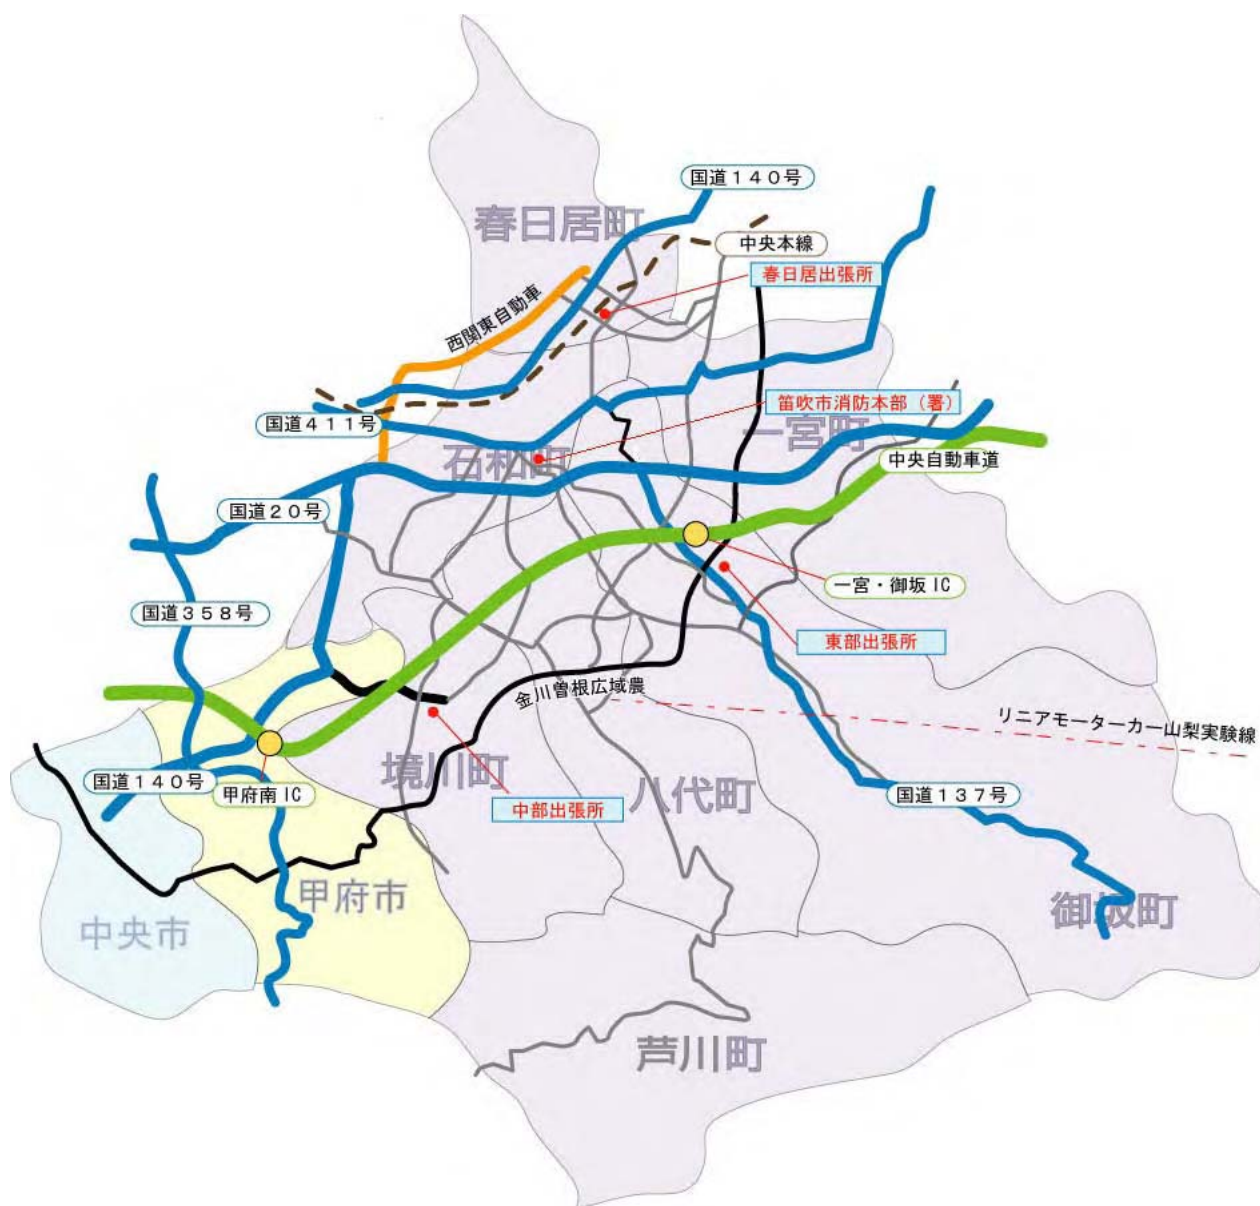 国道１４０号
春日居町
中央本線
春日居出張所
西関東自動車
笛吹市消防本部（署）
国道４１１号
一宮町
石和町
中央自動車道
国道２０号
一宮・御坂IC
国道３５８号
東部出張所
金川曽根広域農
リニアモーターカー山梨実験線
境川町
国道１４０号
甲府南IC
八代町
国道１３７号
中部出張所
甲府市
御坂町
中央市
芦川町